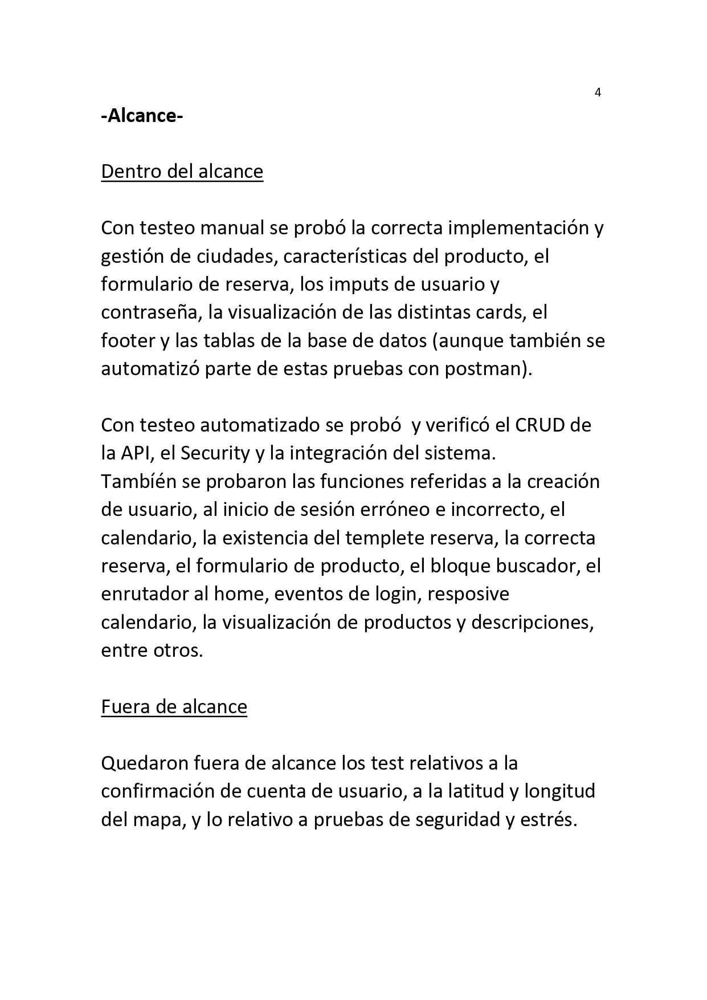 4
-Alcance-
Dentro del alcance
Con testeo manual se probó la correcta implementación y
gestión de ciudades, características del producto, el
formulario de reserva, los imputs de usuario y
contraseña, la visualización de las distintas cards, el
footer y las tablas de la base de datos (aunque también se
automatizó parte de estas pruebas con postman).
Con testeo automatizado se probó  y verificó el CRUD de
la API, el Security y la integración del sistema.
Tambíén se probaron las funciones referidas a la creación
de usuario, al inicio de sesión erróneo e incorrecto, el
calendario, la existencia del templete reserva, la correcta
reserva, el formulario de producto, el bloque buscador, el
enrutador al home, eventos de login, resposive
calendario, la visualización de productos y descripciones,
entre otros.
Fuera de alcance
Quedaron fuera de alcance los test relativos a la
confirmación de cuenta de usuario, a la latitud y longitud
del mapa, y lo relativo a pruebas de seguridad y estrés.